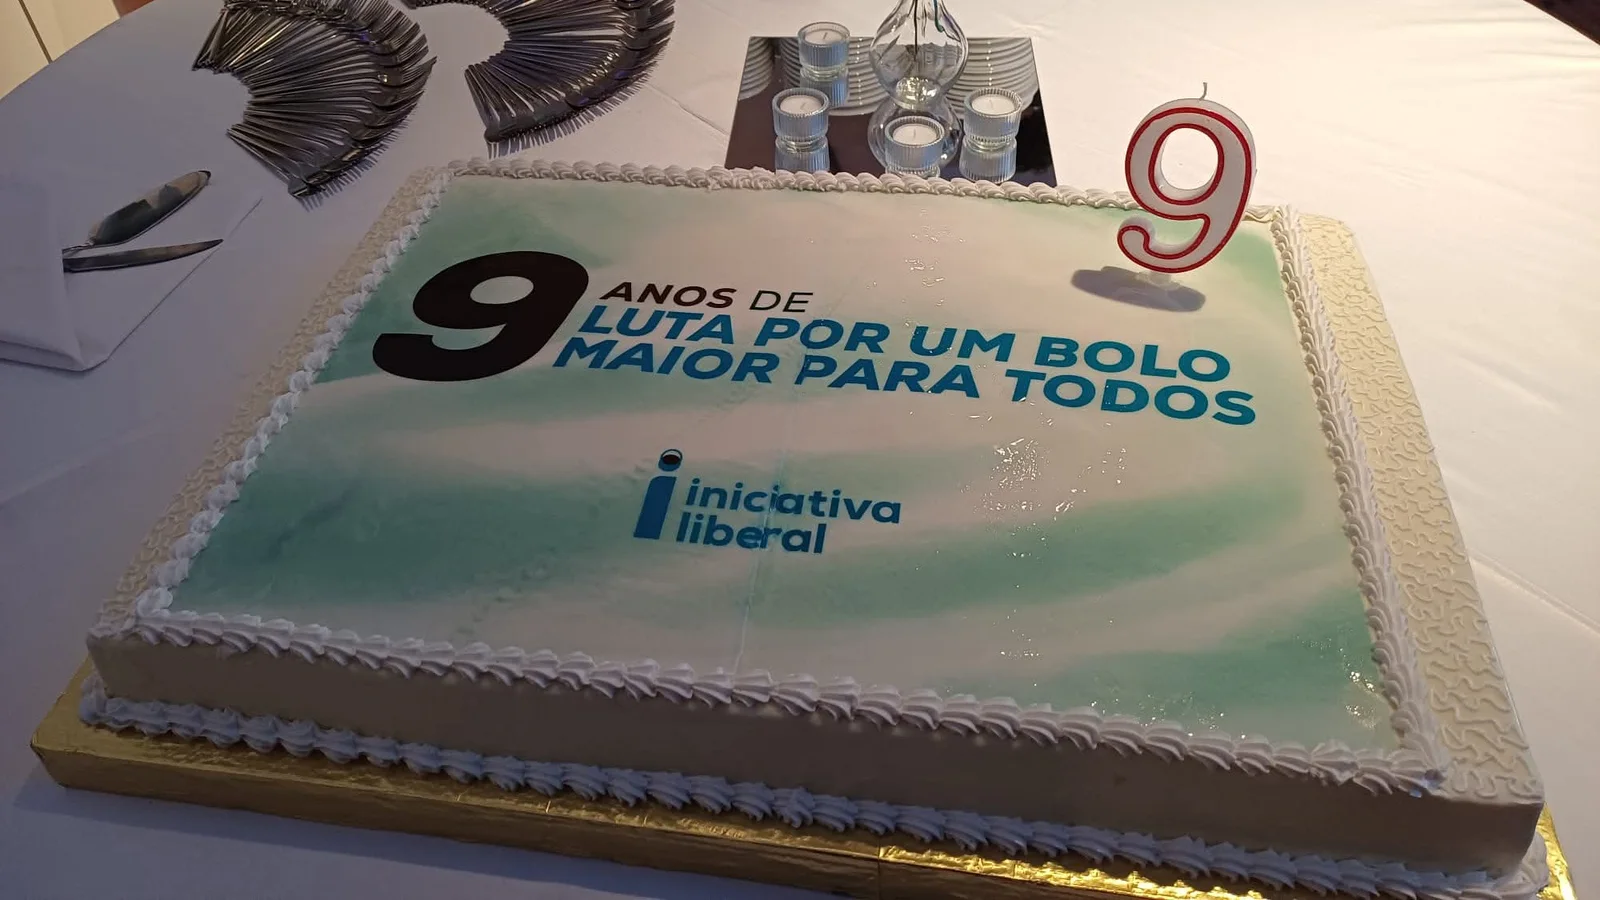 9
9 ANOS DE
LUTA POR UM BOLO
MAIOR PARA TODOS
iniciativa
liberal